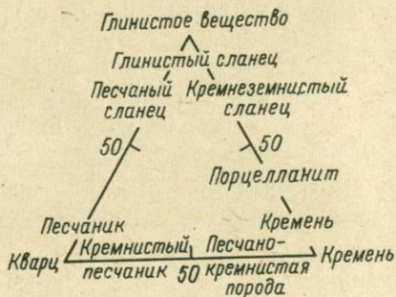 Глинистое вещество
Глинистый сланец
Песчаный Кремнеземнистый
сланец сланец
50 50
Порцелланит
Песчаник Кремень
Кварц Кремнистый Песчано- Кремень
песчаник 50 кремнистая
порода